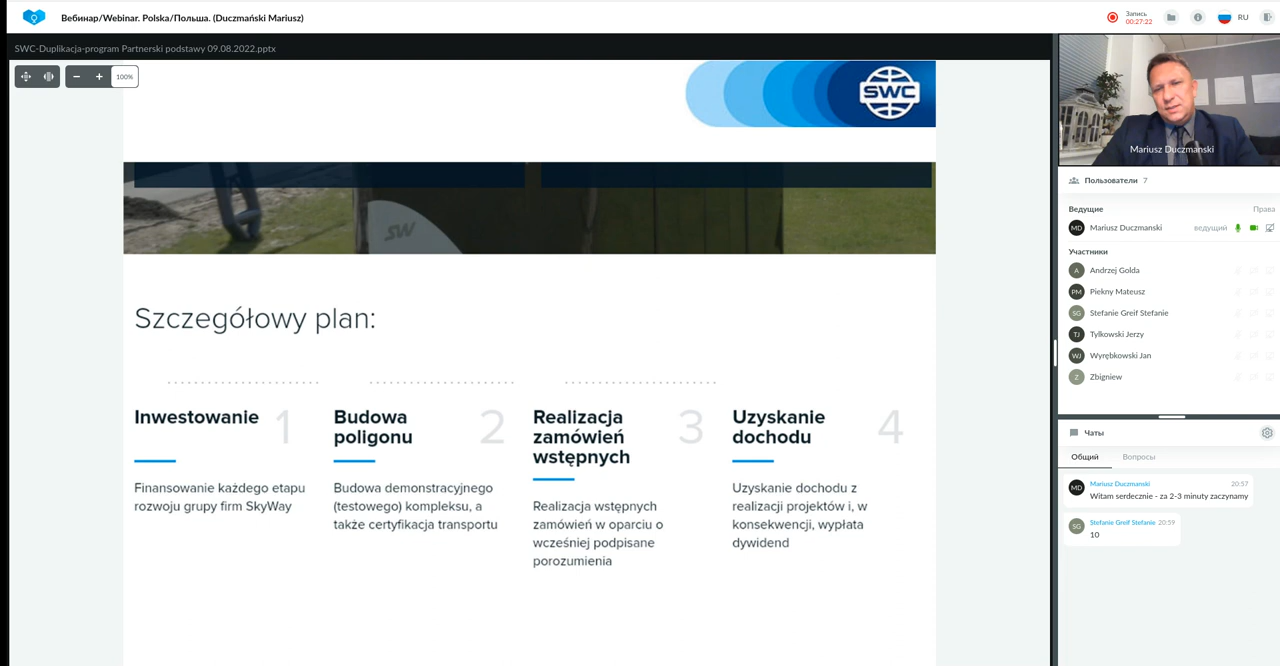 Вебинар/Webinar. Polska/Польша. (Duczmański Mariusz)
Запись
00:27:22
RU
SWC-Duplikacja-program Partnerski podstawy 09.08.2022.pptx
100%
SWC
SW
Szczegółowy plan:
Inwestowanie 1
Finansowanie każdego etapu
rozwoju grupy firm SkyWay
Budowa
poligonu 2
Budowa demonstracyjnego
(testowego) kompleksu, a
także certyfikacja transportu
Realizacja
zamówień 3
wstępnych
Realizacja wstępnych
zamówień w oparciu o
wcześniej podpisane
porozumienia
Uzyskanie
dochodu 4
Uzyskanie dochodu z
realizacji projektów i, w
konsekwencji, wypłata
dywidend
Mariusz Duczmanski
Пользователи 7
Ведущие Права
MD Mariusz Duczmanski ведущий
Участники
A Andrzej Golda
PM Piekny Mateusz
SG Stefanie Greif Stefanie
TJ Tylkowski Jerzy
WJ Wyrębkowski Jan
Z Zbigniew
Чаты
Общий Вопросы
MD Mariusz Duczmanski 20:57
Witam serdecznie - za 2-3 minuty zaczynamy
SG Stefanie Greif Stefanie 20:59
10